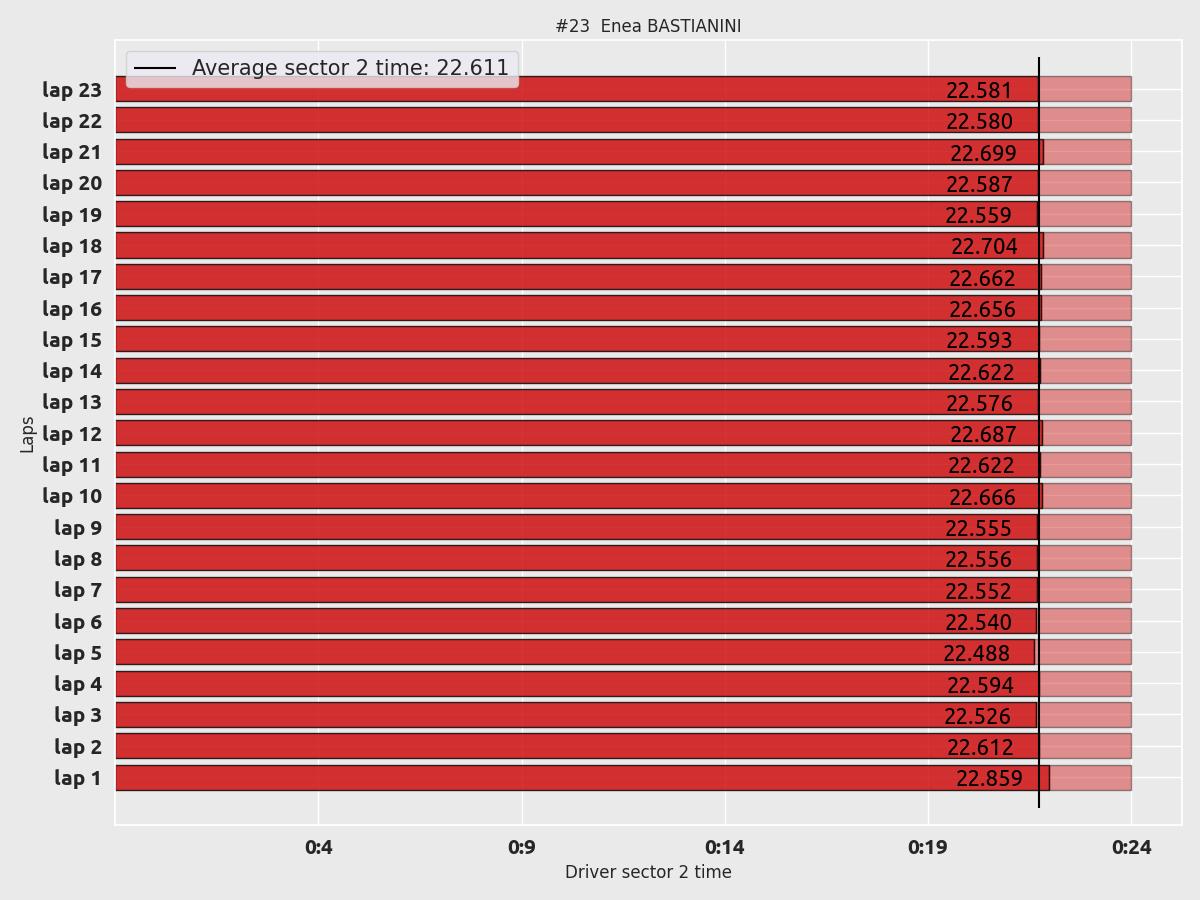 #23  Enea BASTIANINI
Average sector 2 time: 22.611
lap 23 22.581
lap 22 22.580
lap 21 22.699
lap 20 22.587
lap 19 22.559
lap 18 22.704
lap 17 22.662
lap 16 22.656
lap 15 22.593
lap 14 22.622
lap 13 22.576
lap 12 22.687
lap 11 22.622
lap 10 22.666
lap 9 22.555
lap 8 22.556
lap 7 22.552
lap 6 22.540
lap 5 22.488
lap 4 22.594
lap 3 22.526
lap 2 22.612
lap 1 22.859
Laps
0:4 0:9 0:14 0:19 0:24
Driver sector 2 time